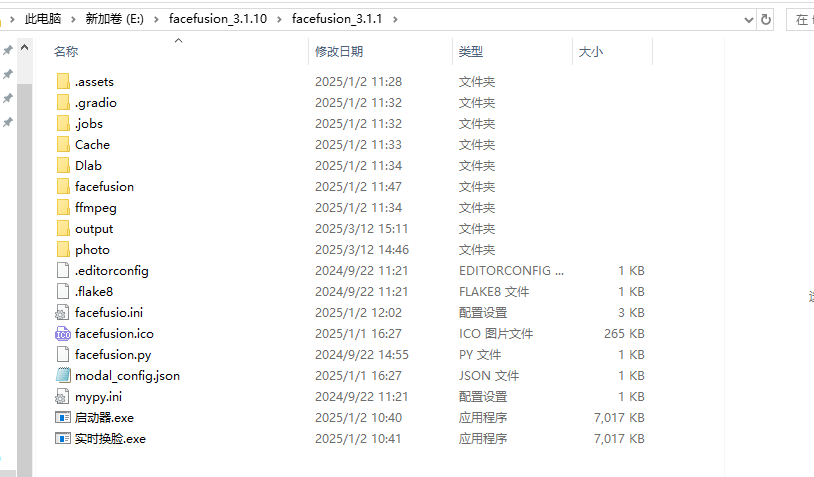 此电脑 新加卷 (E:) facefusion_3.1.10 facefusion_3.1.1 在
名称 修改日期 类型 大小
.assets 2025/1/2 11:28 文件夹
.gradio 2025/1/2 11:32 文件夹
.jobs 2025/1/2 11:32 文件夹
Cache 2025/1/2 11:33 文件夹
Dlab 2025/1/2 11:34 文件夹
facefusion 2025/1/2 11:47 文件夹
ffmpeg 2025/1/2 11:34 文件夹
output 2025/3/12 15:11 文件夹
photo 2025/3/12 14:46 文件夹
.editorconfig 2024/9/22 11:21 EDITORCONFIG ... 1 KB
.flake8 2024/9/22 11:21 FLAKE8 文件 1 KB
facefusio.ini 2025/1/2 12:02 配置设置 3 KB
facefusion.ico 2025/1/1 16:27 ICO 图片文件 265 KB
facefusion.py 2024/9/22 14:55 PY 文件 1 KB
modal_config.json 2025/1/1 16:27 JSON 文件 1 KB
mypy.ini 2024/9/22 11:21 配置设置 1 KB
启动器.exe 2025/1/2 10:40 应用程序 7,017 KB
实时换脸.exe 2025/1/2 10:41 应用程序 7,017 KB